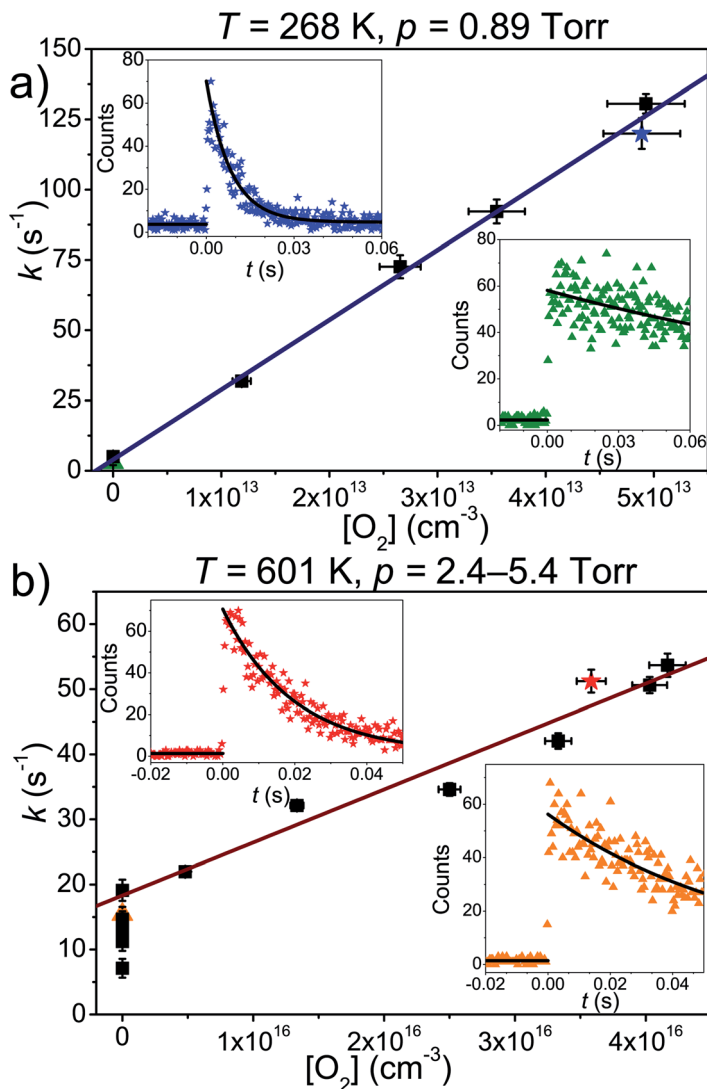 T = 268 K, p = 0.89 Torr
a)
150
125
100
75
50
25
0
k (s⁻¹)
80
60
40
20
0
Counts
0.00 0.03 0.06
t (s)
80
60
40
20
0
Counts
0.00 0.03 0.06
t (s)
0 1x10¹³ 2x10¹³ 3x10¹³ 4x10¹³ 5x10¹³
[O₂] (cm⁻³)
T = 601 K, p = 2.4–5.4 Torr
b)
60
50
40
30
20
10
0
k (s⁻¹)
80
60
40
20
0
Counts
-0.02 0.00 0.02 0.04
t (s)
60
40
20
0
Counts
-0.02 0.00 0.02 0.04
t (s)
0 1x10¹⁶ 2x10¹⁶ 3x10¹⁶ 4x10¹⁶
[O₂] (cm⁻³)